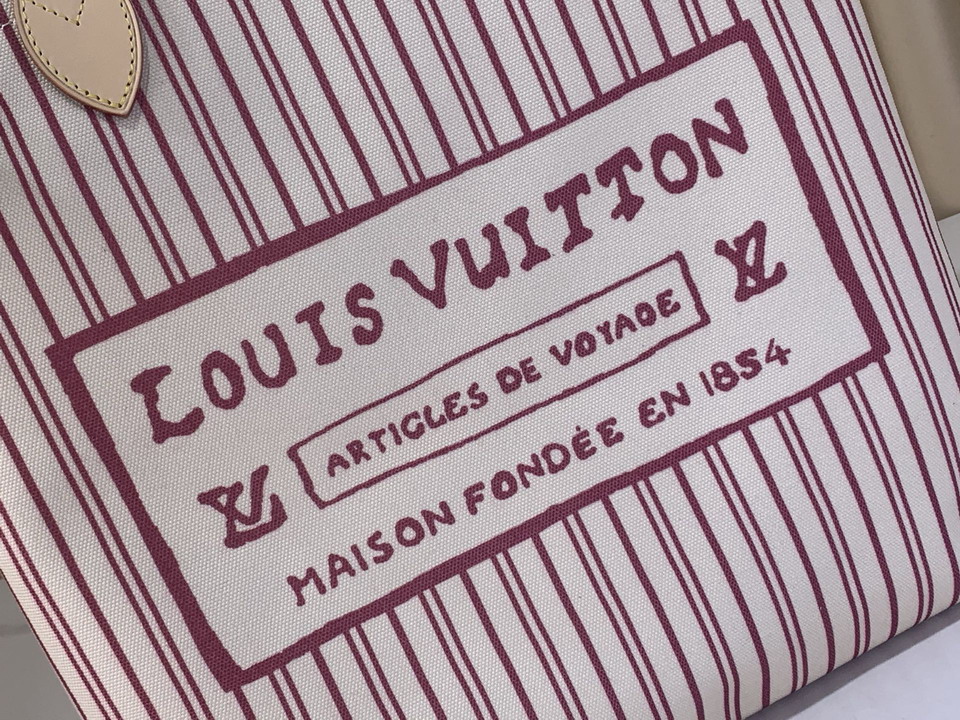 LOUIS VUITTON
ARTICLES DE VOYAGE
LV
LV
MAISON FONDÉE EN 1854